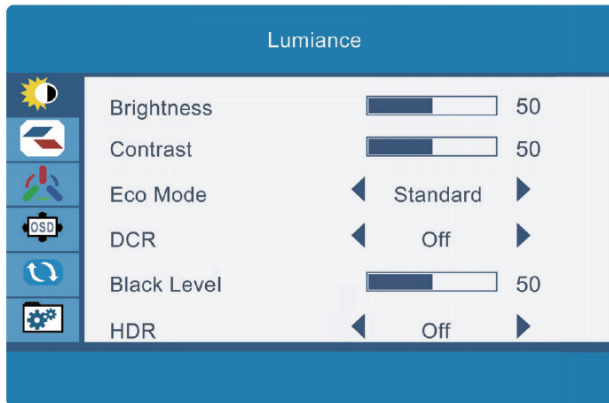 Lumiance
Brightness 50
Contrast 50
Eco Mode Standard
OSD
DCR Off
Black Level 50
HDR Off